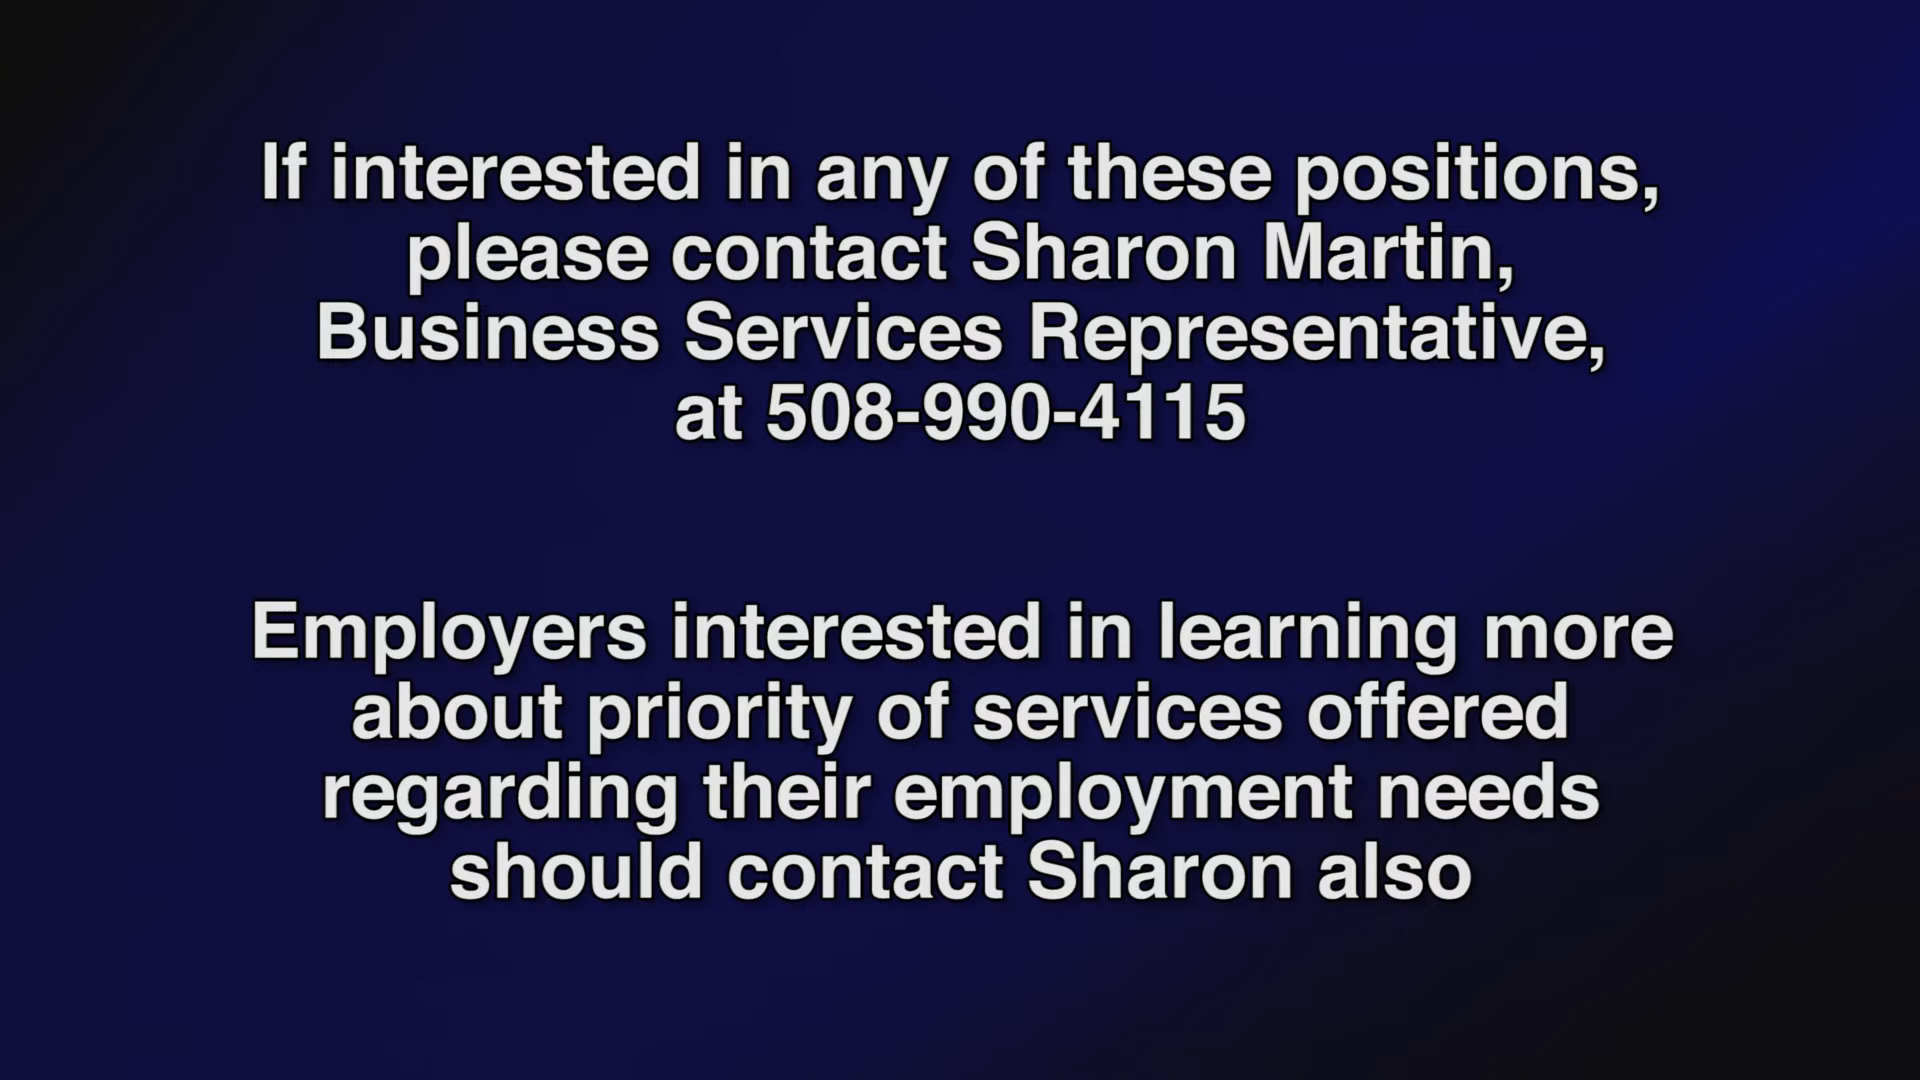 If interested in any of these positions,
please contact Sharon Martin,
Business Services Representative,
at 508-990-4115
Employers interested in learning more
about priority of services offered
regarding their employment needs
should contact Sharon also